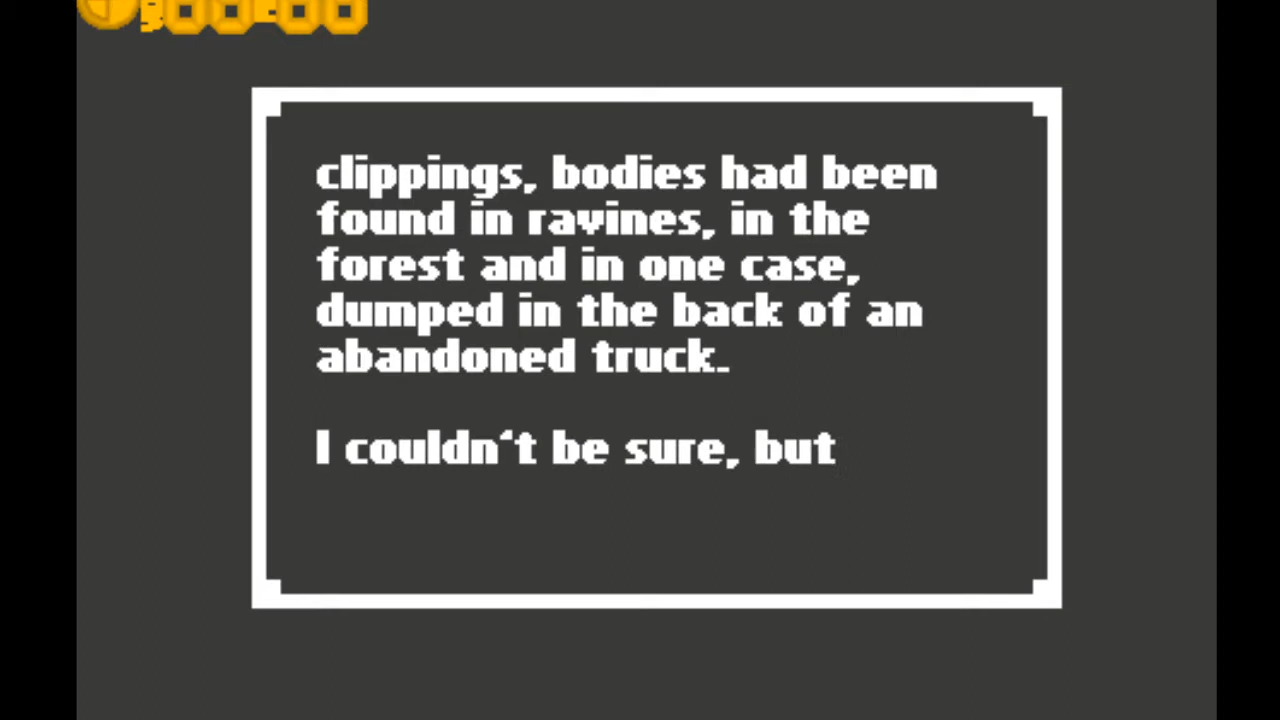 clippings, bodies had been
found in ravines, in the
forest and in one case,
dumped in the back of an
abandoned truck.
I couldn't be sure, but